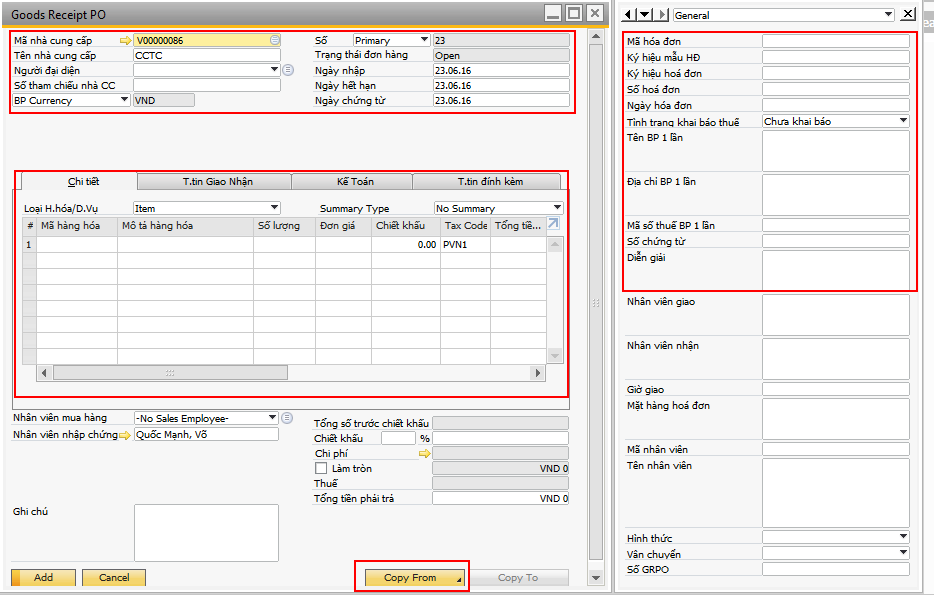 Goods Receipt PO
Mã nhà cung cấp V00000086
Tên nhà cung cấp CCTC
Người đại diện
Số tham chiếu nhà CC
BP Currency VND
Số Primary 23
Trạng thái đơn hàng Open
Ngày nhập 23.06.16
Ngày hết hạn 23.06.16
Ngày chứng từ 23.06.16
Chi tiết T.tin Giao Nhận Kế Toán T.tin đính kèm
Loại H.hóa/D.Vụ Item Summary Type No Summary
# Mã hàng hóa Mô tả hàng hóa Số lượng Đơn giá Chiết khấu Tax Code Tổng tiề...
1 0.00 PVN1
Nhân viên mua hàng -No Sales Employee-
Nhân viên nhập chứng Quốc Mạnh, Võ
Tổng số trước chiết khấu
Chiết khấu %
Chi phí
Làm tròn VND 0
Thuế
Tổng tiền phải trả VND 0
Ghi chú
Add Cancel Copy From Copy To
General
Mã hóa đơn
Ký hiệu mẫu HĐ
Ký hiệu hoá đơn
Số hoá đơn
Ngày hóa đơn
Tình trạng khai báo thuế Chưa khai báo
Tên BP 1 lần
Địa chỉ BP 1 lần
Mã số thuế BP 1 lần
Số chứng từ
Diễn giải
Nhân viên giao
Nhân viên nhận
Giờ giao
Mặt hàng hoá đơn
Mã nhân viên
Tên nhân viên
Hình thức
Vân chuyển
Số GRPO